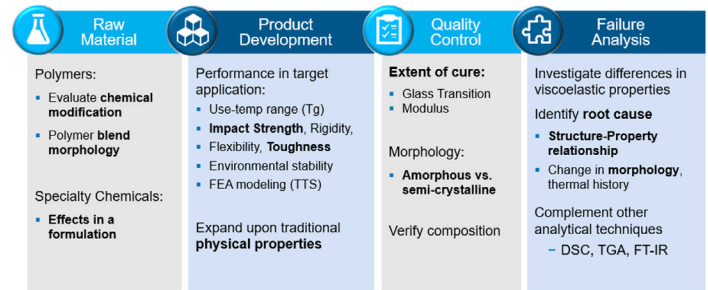 Raw
Material
Polymers:
Evaluate chemical
modification
Polymer blend
morphology
Specialty Chemicals:
Effects in a
formulation
Product
Development
Performance in target
application:
Use-temp range (Tg)
Impact Strength, Rigidity,
Flexibility, Toughness
Environmental stability
FEA modeling (TTS)
Expand upon traditional
physical properties
Quality
Control
Extent of cure:
Glass Transition
Modulus
Morphology:
Amorphous vs.
semi-crystalline
Verify composition
Failure
Analysis
Investigate differences in
viscoelastic properties
Identify root cause
Structure-Property
relationship
Change in morphology,
thermal history
Complement other
analytical techniques
– DSC, TGA, FT-IR